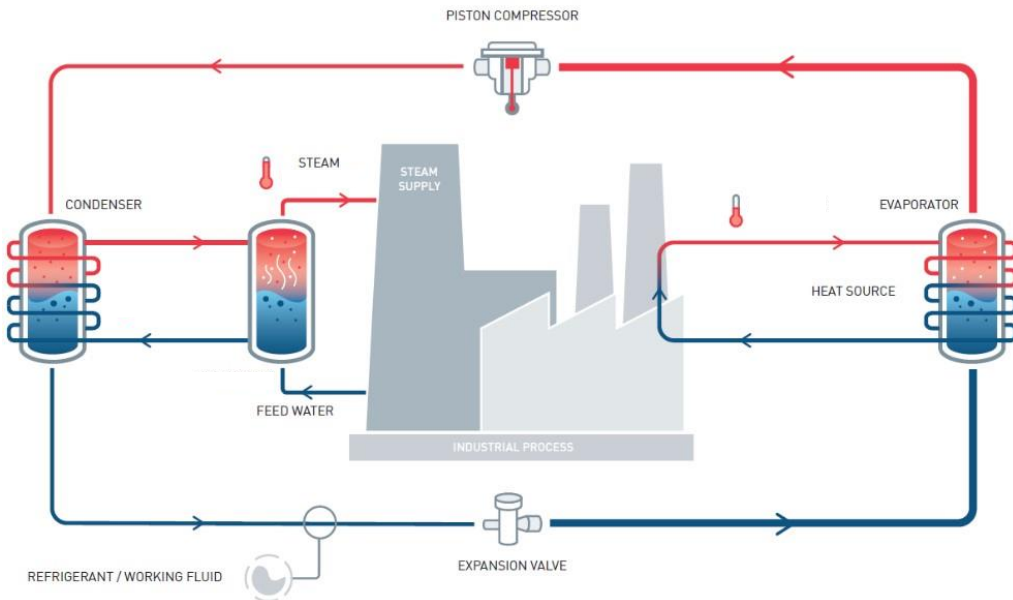 PISTON COMPRESSOR
STEAM
STEAM
SUPPLY
CONDENSER
EVAPORATOR
HEAT SOURCE
FEED WATER
INDUSTRIAL PROCESS
EXPANSION VALVE
REFRIGERANT / WORKING FLUID